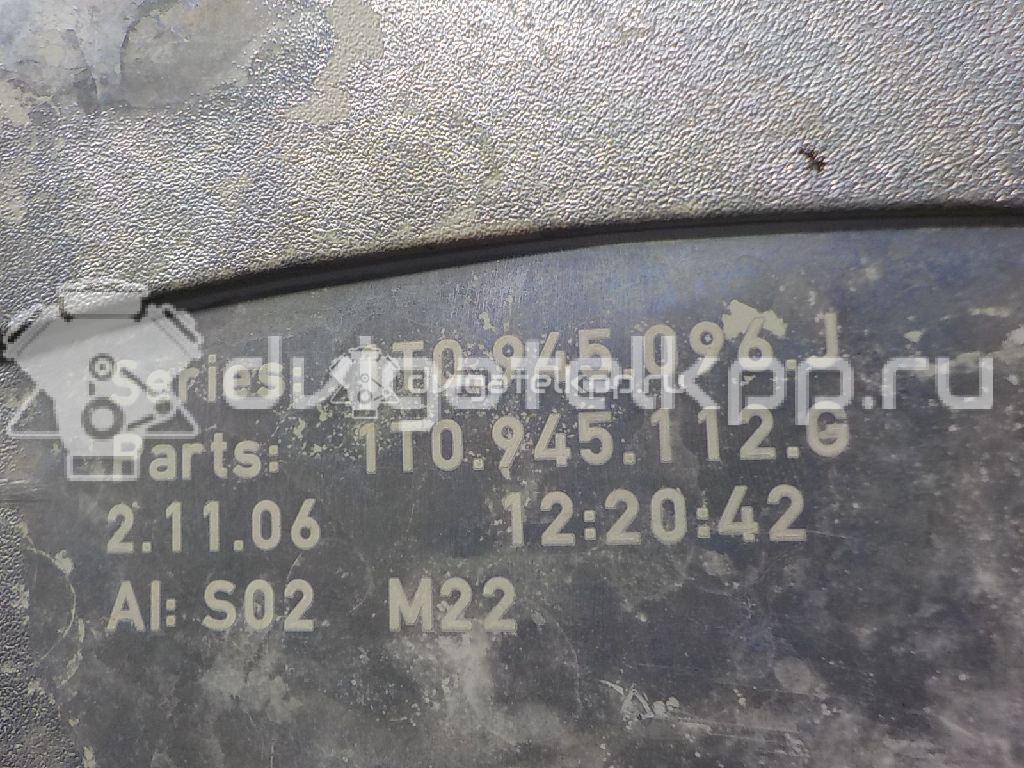 Series: 1T0.945.096.J
dvigatelkpp.ru
Parts: 1T0.945.112.G
2.11.06 12:20:42
AI: S02 M22